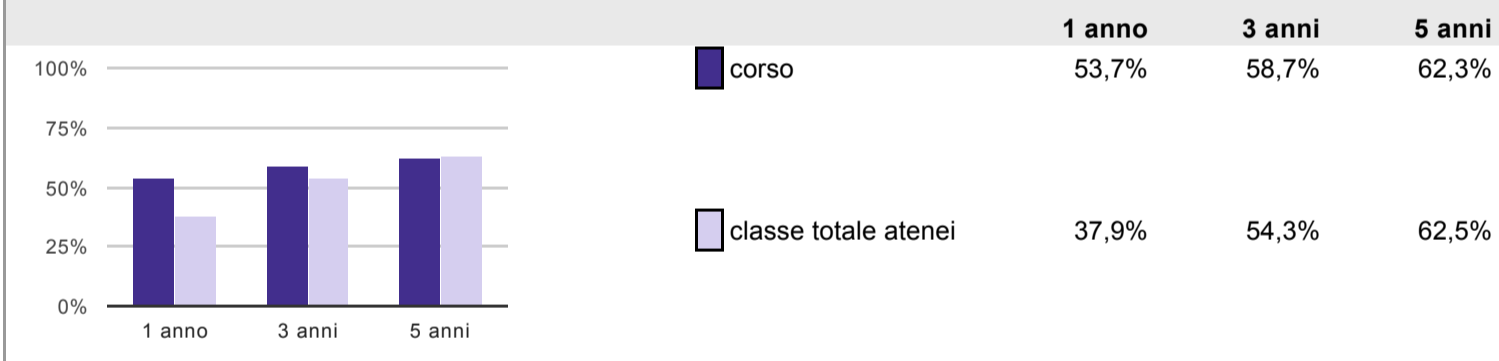 1 anno 3 anni 5 anni
100%
75%
50%
25%
0%
1 anno 3 anni 5 anni
corso 53,7% 58,7% 62,3%
classe totale atenei 37,9% 54,3% 62,5%